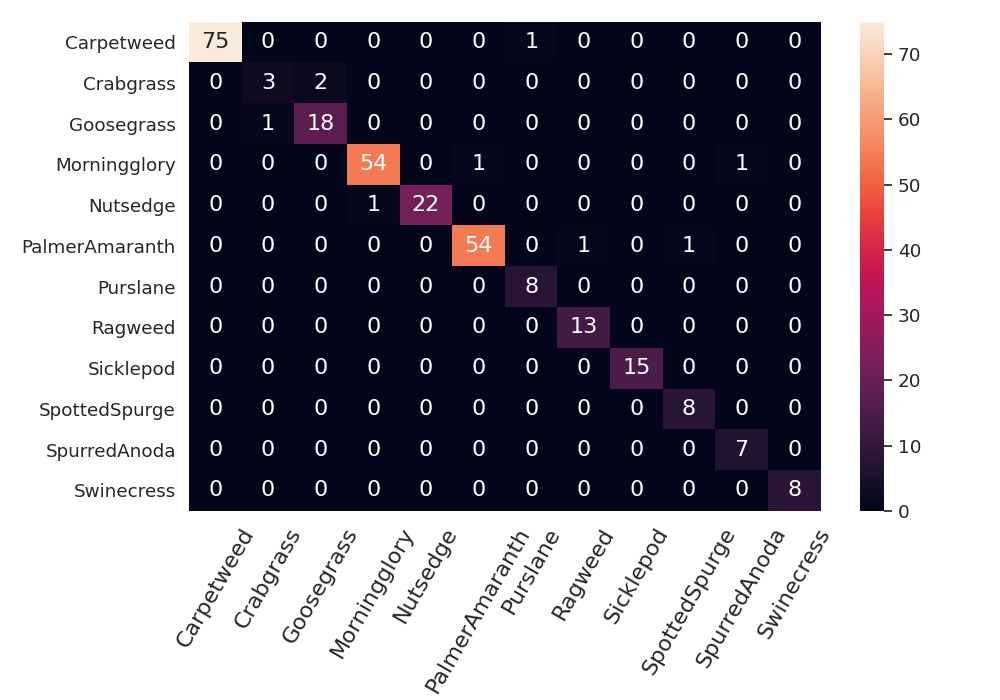 Carpetweed 75 0 0 0 0 0 1 0 0 0 0 0
Crabgrass 0 3 2 0 0 0 0 0 0 0 0 0
Goosegrass 0 1 18 0 0 0 0 0 0 0 0 0
Morningglory 0 0 0 54 0 1 0 0 0 0 1 0
Nutsedge 0 0 0 1 22 0 0 0 0 0 0 0
PalmerAmaranth 0 0 0 0 0 54 0 1 0 1 0 0
Purslane 0 0 0 0 0 0 8 0 0 0 0 0
Ragweed 0 0 0 0 0 0 0 13 0 0 0 0
Sicklepod 0 0 0 0 0 0 0 0 15 0 0 0
SpottedSpurge 0 0 0 0 0 0 0 0 0 8 0 0
SpurredAnoda 0 0 0 0 0 0 0 0 0 0 7 0
Swinecress 0 0 0 0 0 0 0 0 0 0 0 8
Carpetweed
Crabgrass
Goosegrass
Morningglory
Nutsedge
PalmerAmaranth
Purslane
Ragweed
Sicklepod
SpottedSpurge
SpurredAnoda
Swinecress
70
60
50
40
30
20
10
0